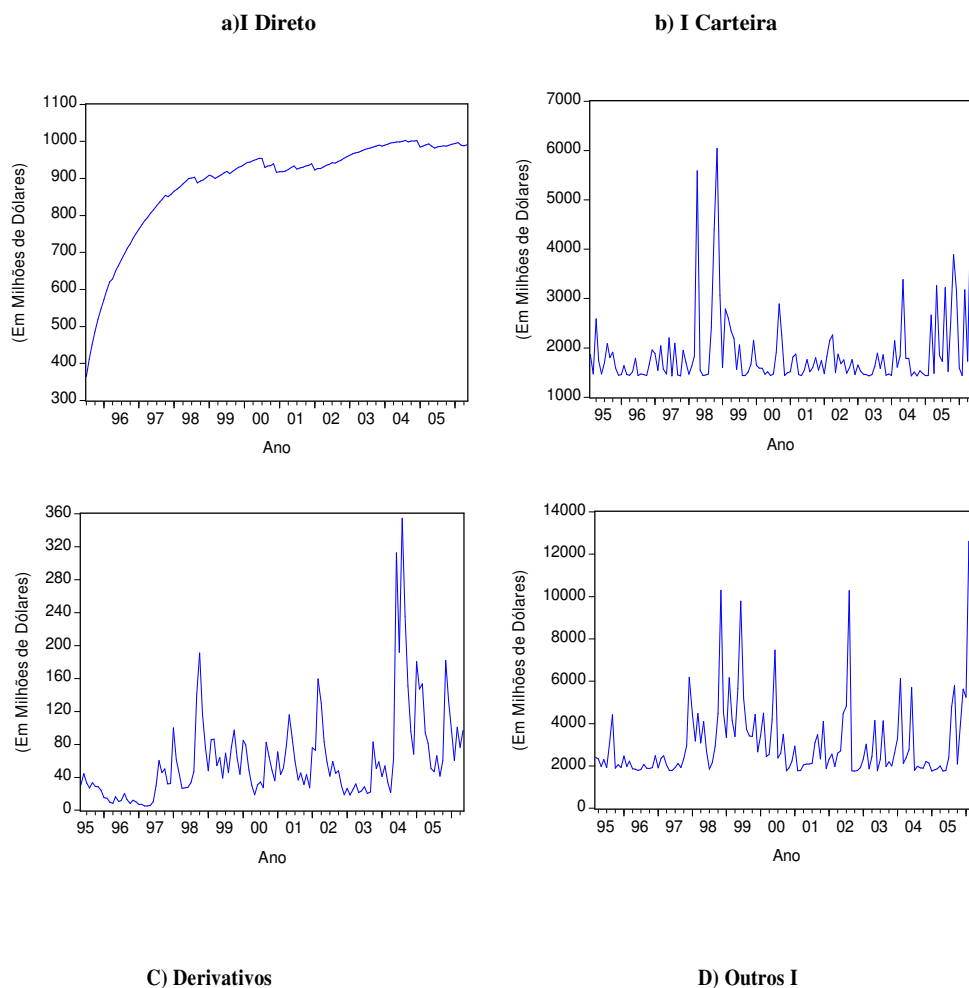 a)I Direto
b) I Carteira
1100
1000
900
800
700
600
500
400
300
(Em Milhões de Dólares)
96 97 98 99 00 01 02 03 04 05
Ano
7000
6000
5000
4000
3000
2000
1000
(Em Milhões de Dólares)
95 96 97 98 99 00 01 02 03 04 05
Ano
360
320
280
240
200
160
120
80
40
0
(Em Milhões de Dólares)
95 96 97 98 99 00 01 02 03 04 05
Ano
14000
12000
10000
8000
6000
4000
2000
0
(Em Milhões de Dólares)
95 96 97 98 99 00 01 02 03 04 05
Ano
C) Derivativos
D) Outros I